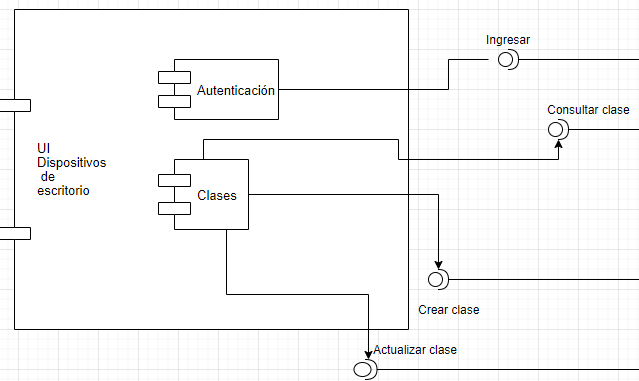 Ingresar
Autenticación
Consultar clase
UI
Dispositivos
de
escritorio
Clases
Crear clase
Actualizar clase